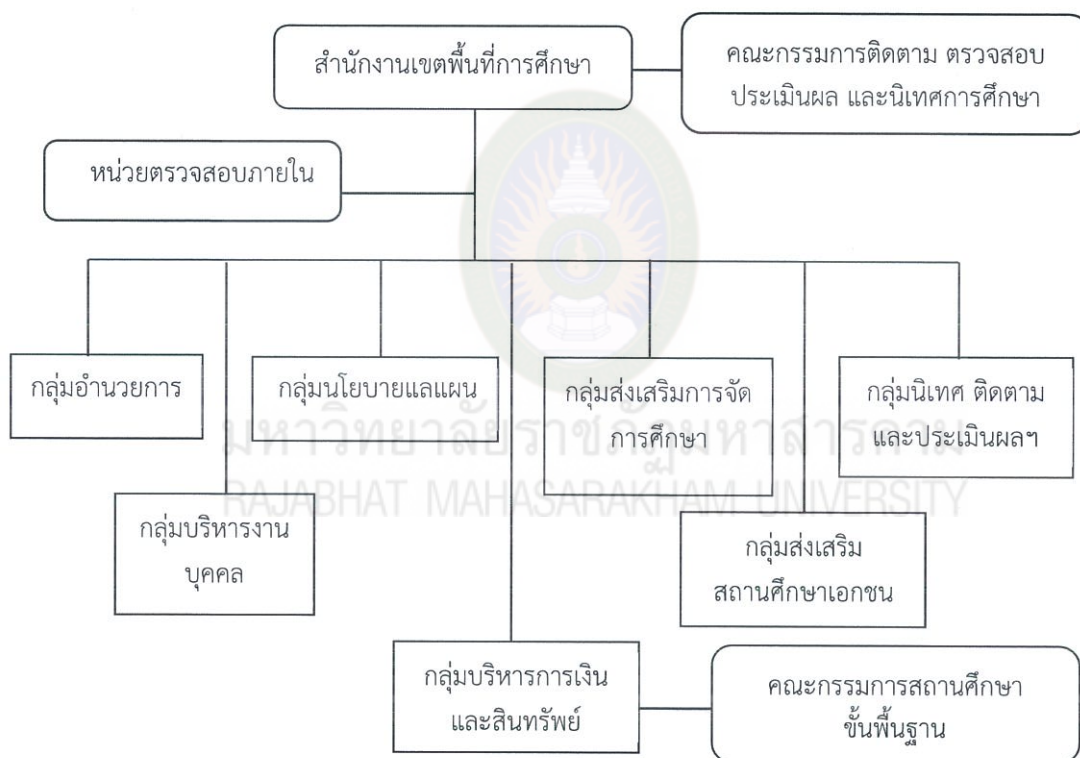 สำนักงานเขตพื้นที่การศึกษา
คณะกรรมการติดตาม ตรวจสอบ
ประเมินผล และนิเทศการศึกษา
หน่วยตรวจสอบภายใน
กลุ่มอำนวยการ
กลุ่มนโยบายแลแผน
กลุ่มส่งเสริมการจัด
การศึกษา
กลุ่มนิเทศ ติดตาม
และประเมินผลฯ
มหาวิทยาลัยราชภัฏมหาสารคาม
RAJABHAT MAHASARAKHAM UNIVERSITY
กลุ่มบริหารงาน
บุคคล
กลุ่มส่งเสริม
สถานศึกษาเอกชน
กลุ่มบริหารการเงิน
และสินทรัพย์
คณะกรรมการสถานศึกษา
ขั้นพื้นฐาน